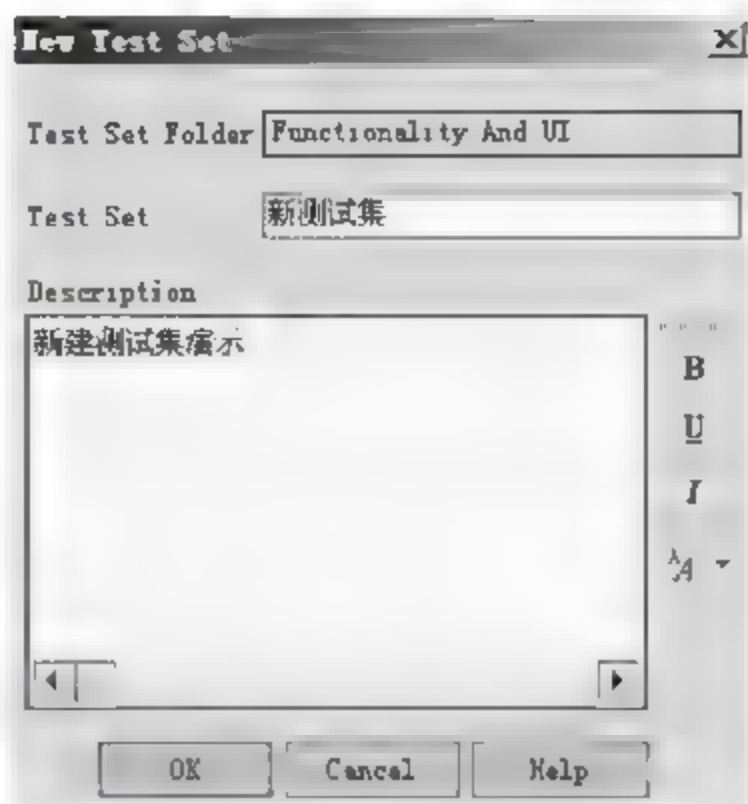 New Test Set
Test Set Folder Functionality And UI
Test Set 新测试集
Description
新建测试集演示
B
U
I
AA
OK Cancel Help